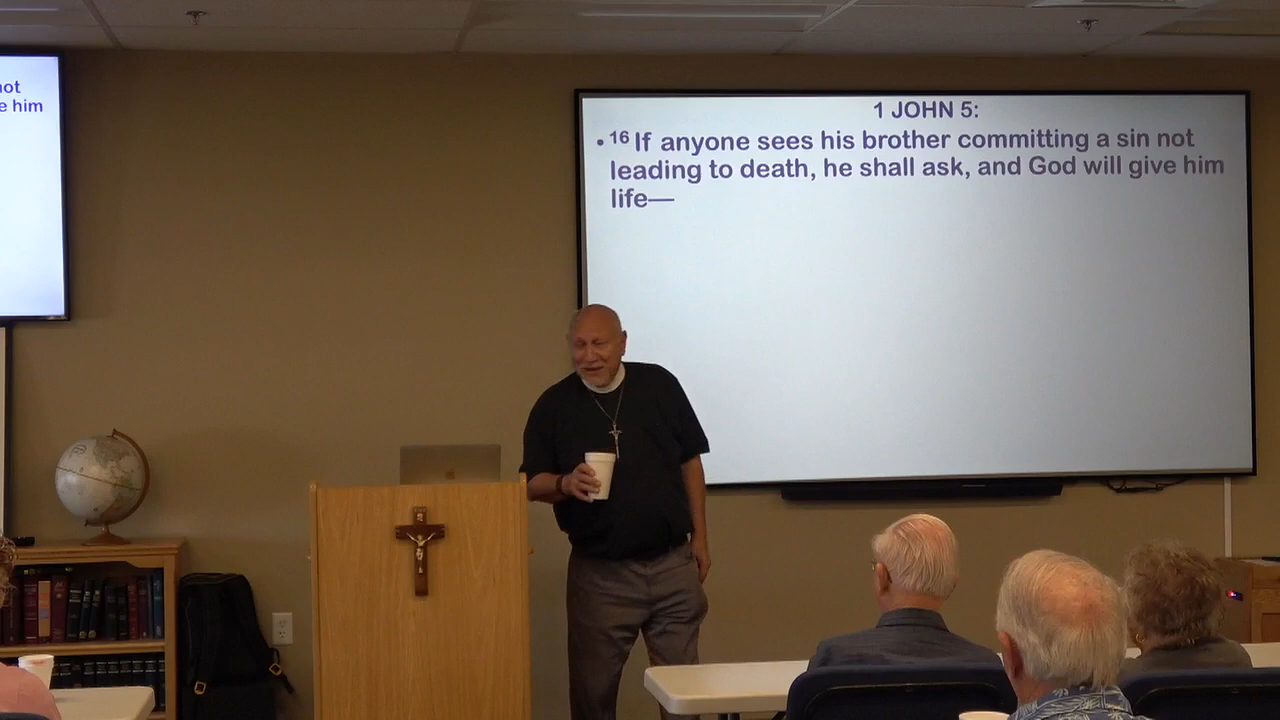 not
e him
1 JOHN 5:
• 16 If anyone sees his brother committing a sin not
leading to death, he shall ask, and God will give him
life—